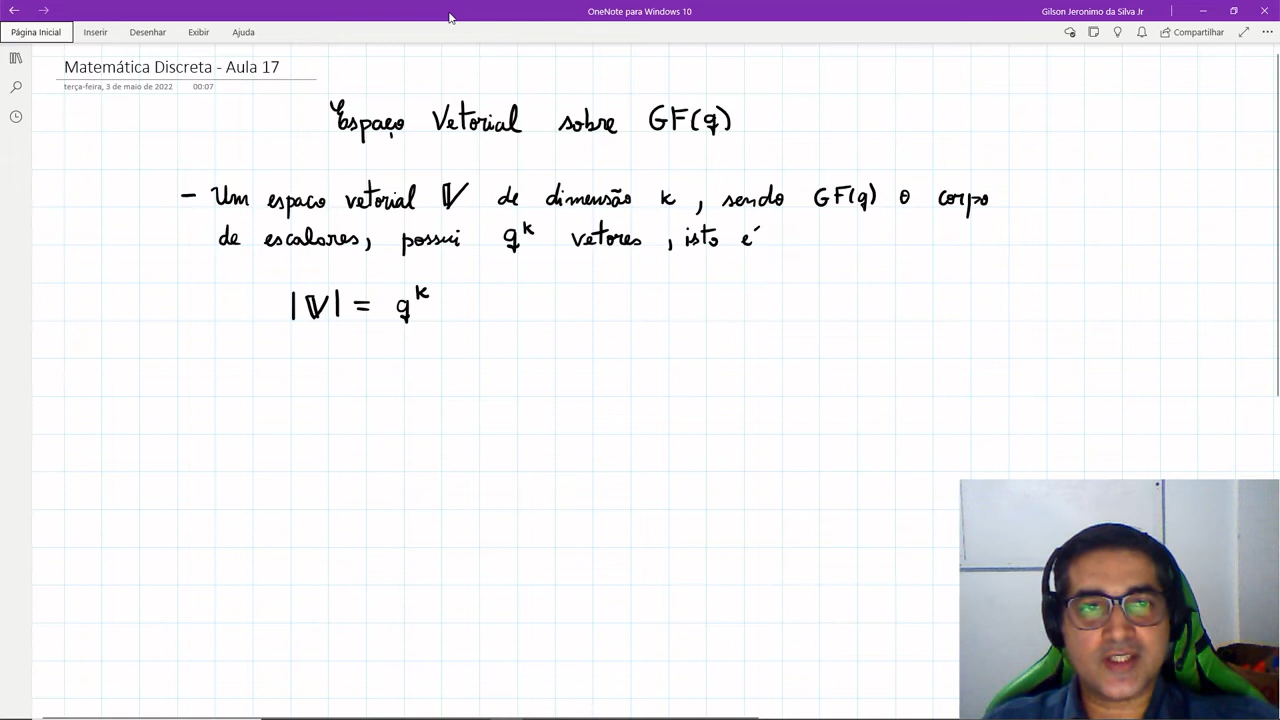 OneNote para Windows 10
Gilson Jeronimo da Silva Jr
Página Inicial Inserir Desenhar Exibir Ajuda Compartilhar
Matemática Discreta - Aula 17
terça-feira, 3 de maio de 2022 00:07
Espaço Vetorial sobre GF(q)
- Um espaço vetorial 𝕍 de dimensão k, sendo GF(q) o corpo
de escalares, possui q^k vetores, isto é
|𝕍| = q^k